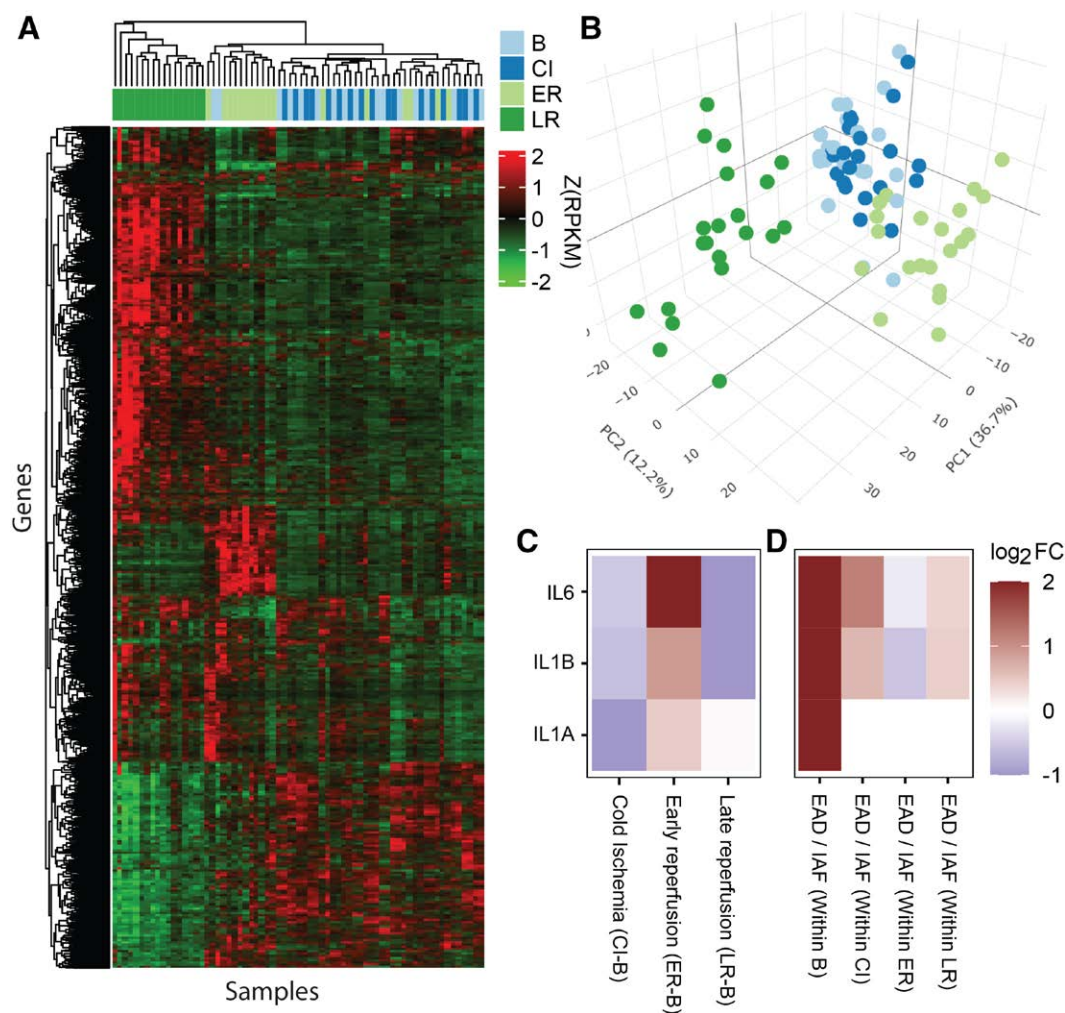 A
B
CI
ER
LR
2
1
0
-1
-2
Z(RPKM)
Genes
Samples
B
-20
-10
0
10
20
PC2 (12.2%)
30
20
10
0
-10
-20
PC1 (36.7%)
C
IL6
IL1B
IL1A
Cold Ischemia (CI-B)
Early reperfusion (ER-B)
Late reperfusion (LR-B)
D
EAD / IAF (Within B)
EAD / IAF (Within CI)
EAD / IAF (Within ER)
EAD / IAF (Within LR)
log2 FC
2
1
0
-1